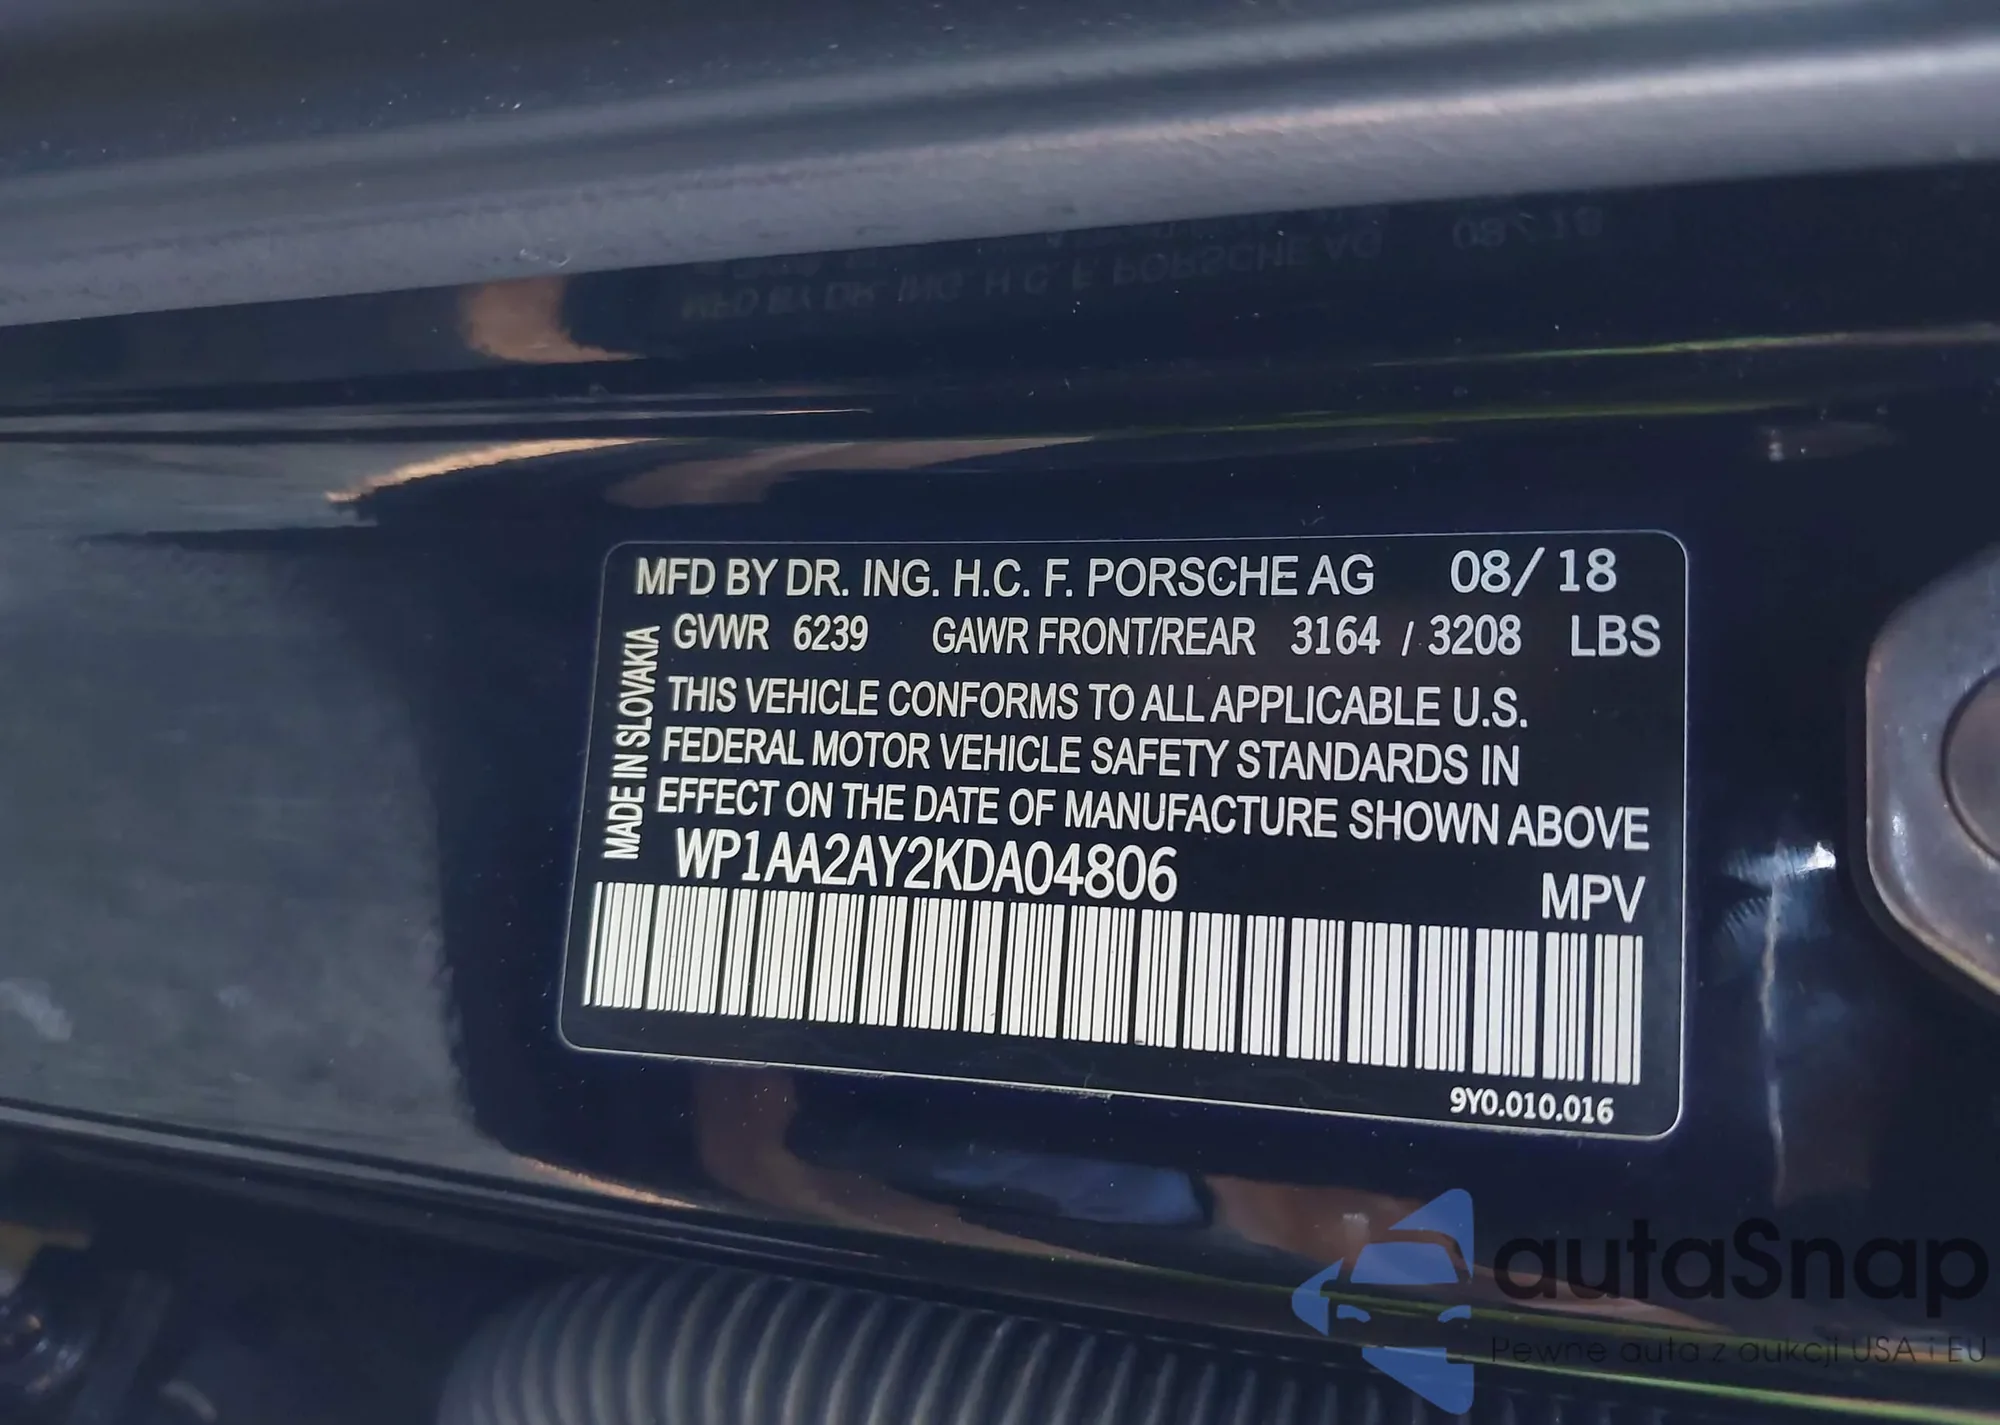 MFD BY DR. ING. H.C. F. PORSCHE AG 08/18
GVWR 6239 GAWR FRONT/REAR 3164 / 3208 LBS
MADE IN SLOVAKIA
THIS VEHICLE CONFORMS TO ALL APPLICABLE U.S.
FEDERAL MOTOR VEHICLE SAFETY STANDARDS IN
EFFECT ON THE DATE OF MANUFACTURE SHOWN ABOVE
WP1AA2AY2KDA04806
MPV
9Y0.010.016
autaSnap
Pewne auta z aukcji USA i EU